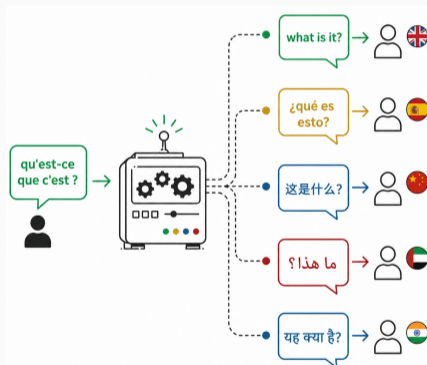 qu'est-ce
que c'est ?
what is it?
¿qué es
esto?
这是什么?
ما هذا؟
यह क्या है?